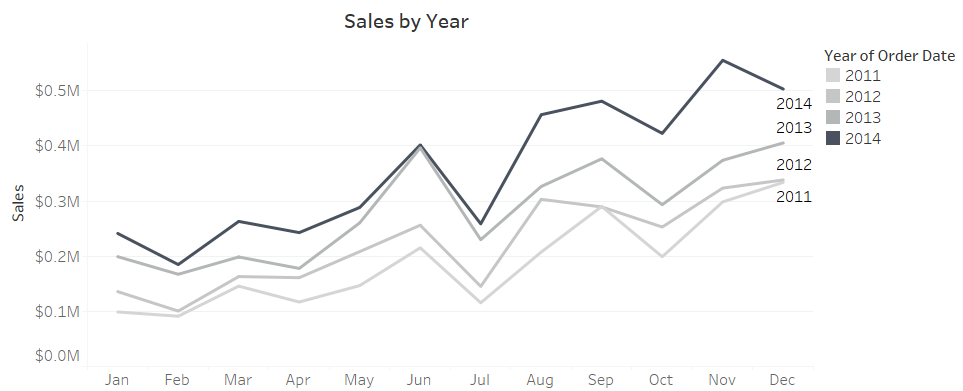 Sales by Year
Year of Order Date
2011
2012
2013
2014
Sales
$0.5M
$0.4M
$0.3M
$0.2M
$0.1M
$0.0M
2014
2013
2012
2011
Jan Feb Mar Apr May Jun Jul Aug Sep Oct Nov Dec